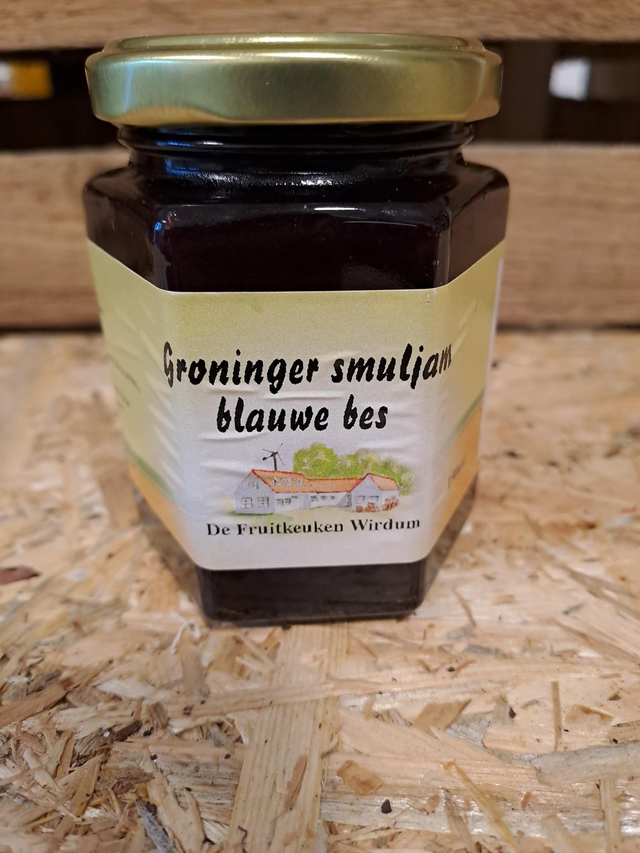 Groninger smuljam
blauwe bes
De Fruitkeuken Wirdum